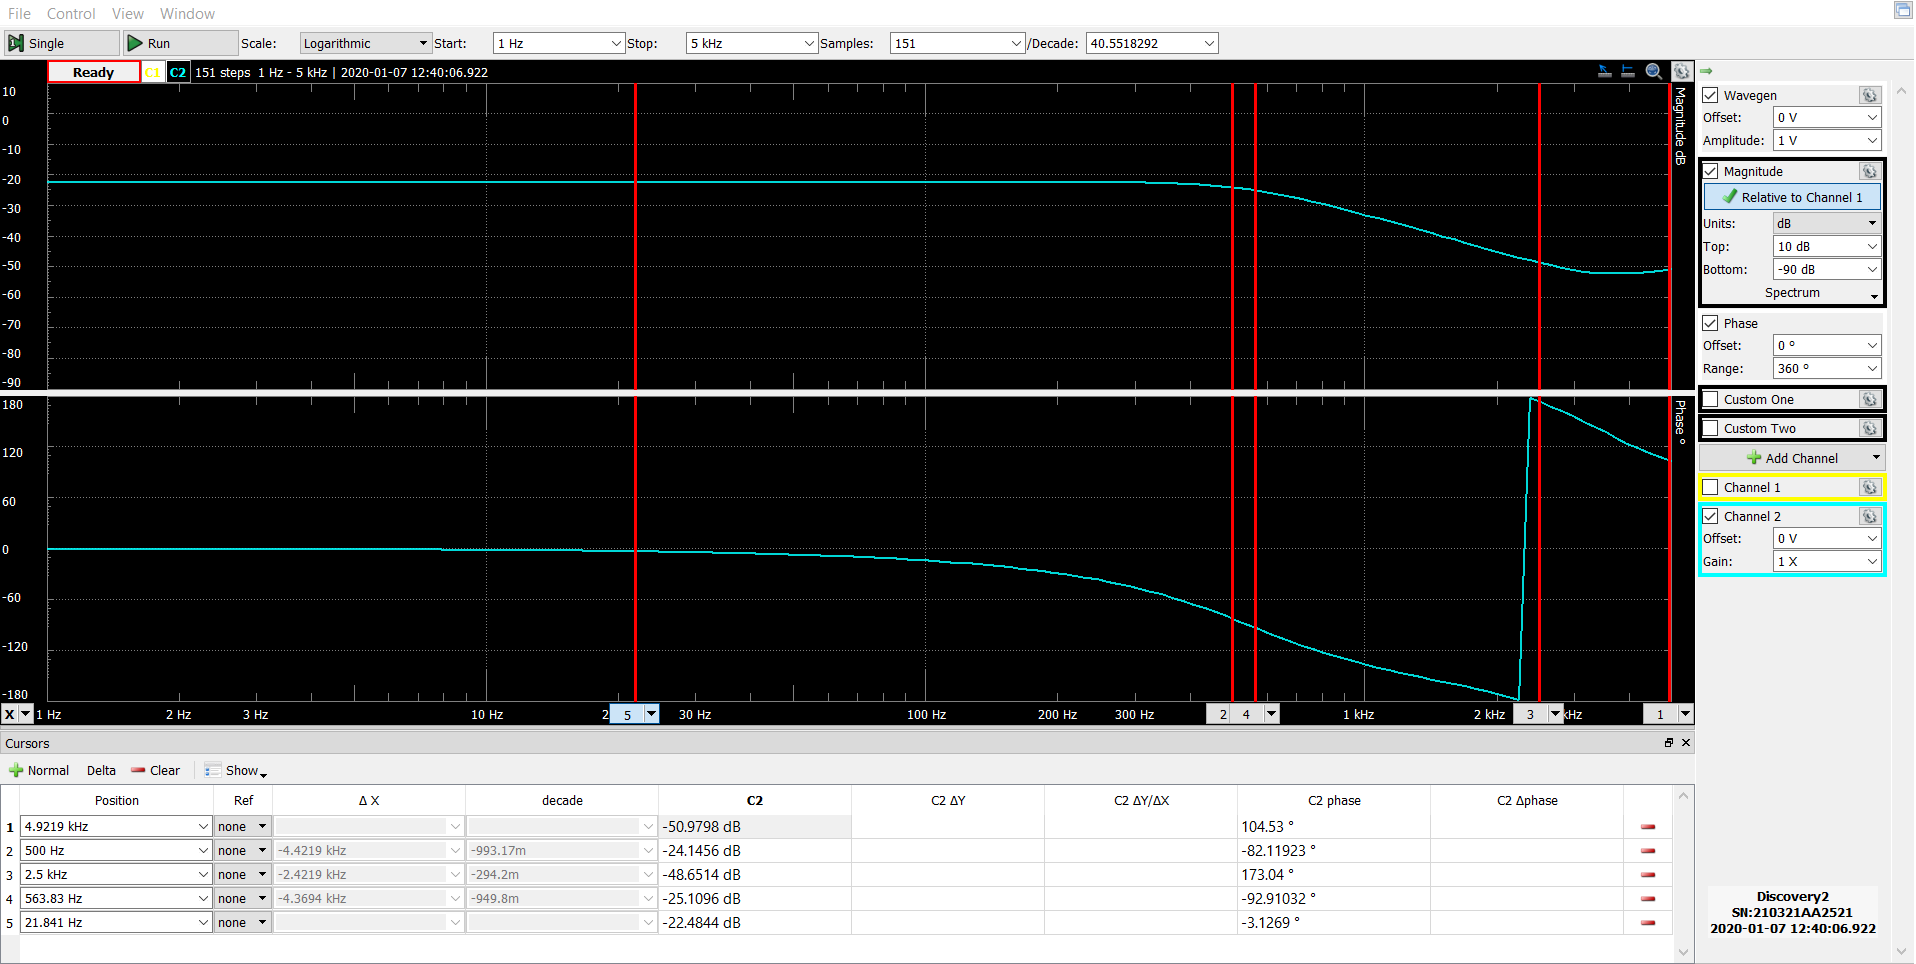 File Control View Window
Single Run Scale: Logarithmic Start: 1 Hz Stop: 5 kHz Samples: 151 /Decade: 40.5518292
Ready C1 C2 151 steps 1 Hz - 5 kHz | 2020-01-07 12:40:06.922
10
0
-10
-20
-30
-40
-50
-60
-70
-80
-90
Magnitude dB
180
120
60
0
-60
-120
-180
Phase º
X 1 Hz 2 Hz 3 Hz 10 Hz 2 5 30 Hz 100 Hz 200 Hz 300 Hz 2 4 1 kHz 2 kHz 3 kHz 1
Wavegen
Offset: 0 V
Amplitude: 1 V
Magnitude
Relative to Channel 1
Units: dB
Top: 10 dB
Bottom: -90 dB
Spectrum
Phase
Offset: 0 º
Range: 360 º
Custom One
Custom Two
Add Channel
Channel 1
Channel 2
Offset: 0 V
Gain: 1 X
Discovery2
SN:210321AA2521
2020-01-07 12:40:06.922
Cursors
Normal Delta Clear Show
Position Ref Δ X decade C2 C2 ΔY C2 ΔY/ΔX C2 phase C2 Δphase
1 4.9219 kHz none -50.9798 dB 104.53 °
2 500 Hz none -4.4219 kHz -993.17m -24.1456 dB -82.11923 °
3 2.5 kHz none -2.4219 kHz -294.2m -48.6514 dB 173.04 °
4 563.83 Hz none -4.3694 kHz -949.8m -25.1096 dB -92.91032 °
5 21.841 Hz none -22.4844 dB -3.1269 °